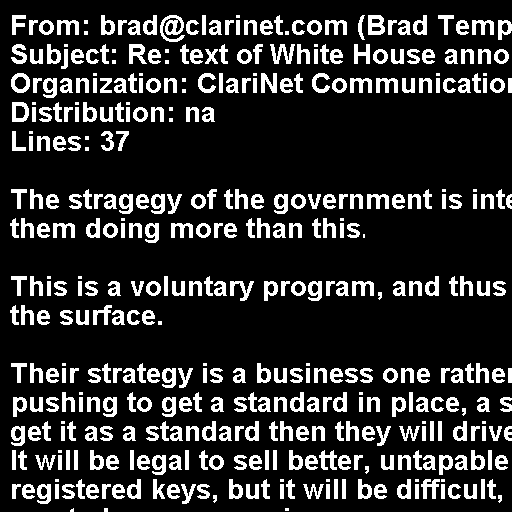 From: brad@clarinet.com (Brad Temp
Subject: Re: text of White House anno
Organization: ClariNet Communication
Distribution: na
Lines: 37

The stragegy of the government is inte
them doing more than this.

This is a voluntary program, and thus
the surface.

Their strategy is a business one rather
pushing to get a standard in place, a s
get it as a standard then they will drive
It will be legal to sell better, untapable
registered keys, but it will be difficult,